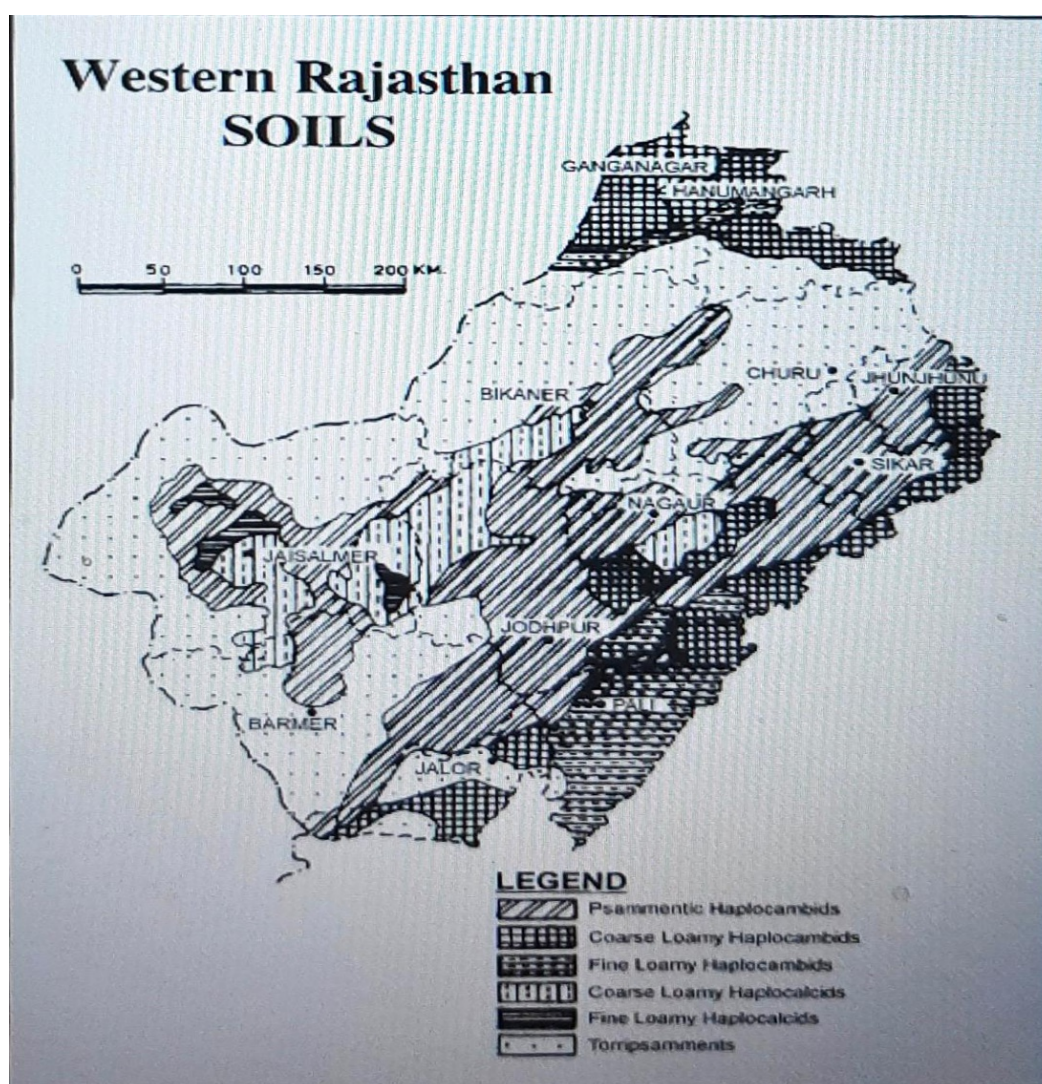 Western Rajasthan
SOILS
GANGANAGAR
HANUMANGARH
0 50 100 150 200 KM.
CHURU
JHUNJHUNU
BIKANER
SIKAR
NAGAUR
JAISALMER
JODHPUR
PALI
BARMER
JALOR
LEGEND
Psammentic Haplocambids
Coarse Loamy Haplocambids
Fine Loamy Haplocambids
Coarse Loamy Haplocalcids
Fine Loamy Haplocalcids
Torripsamments